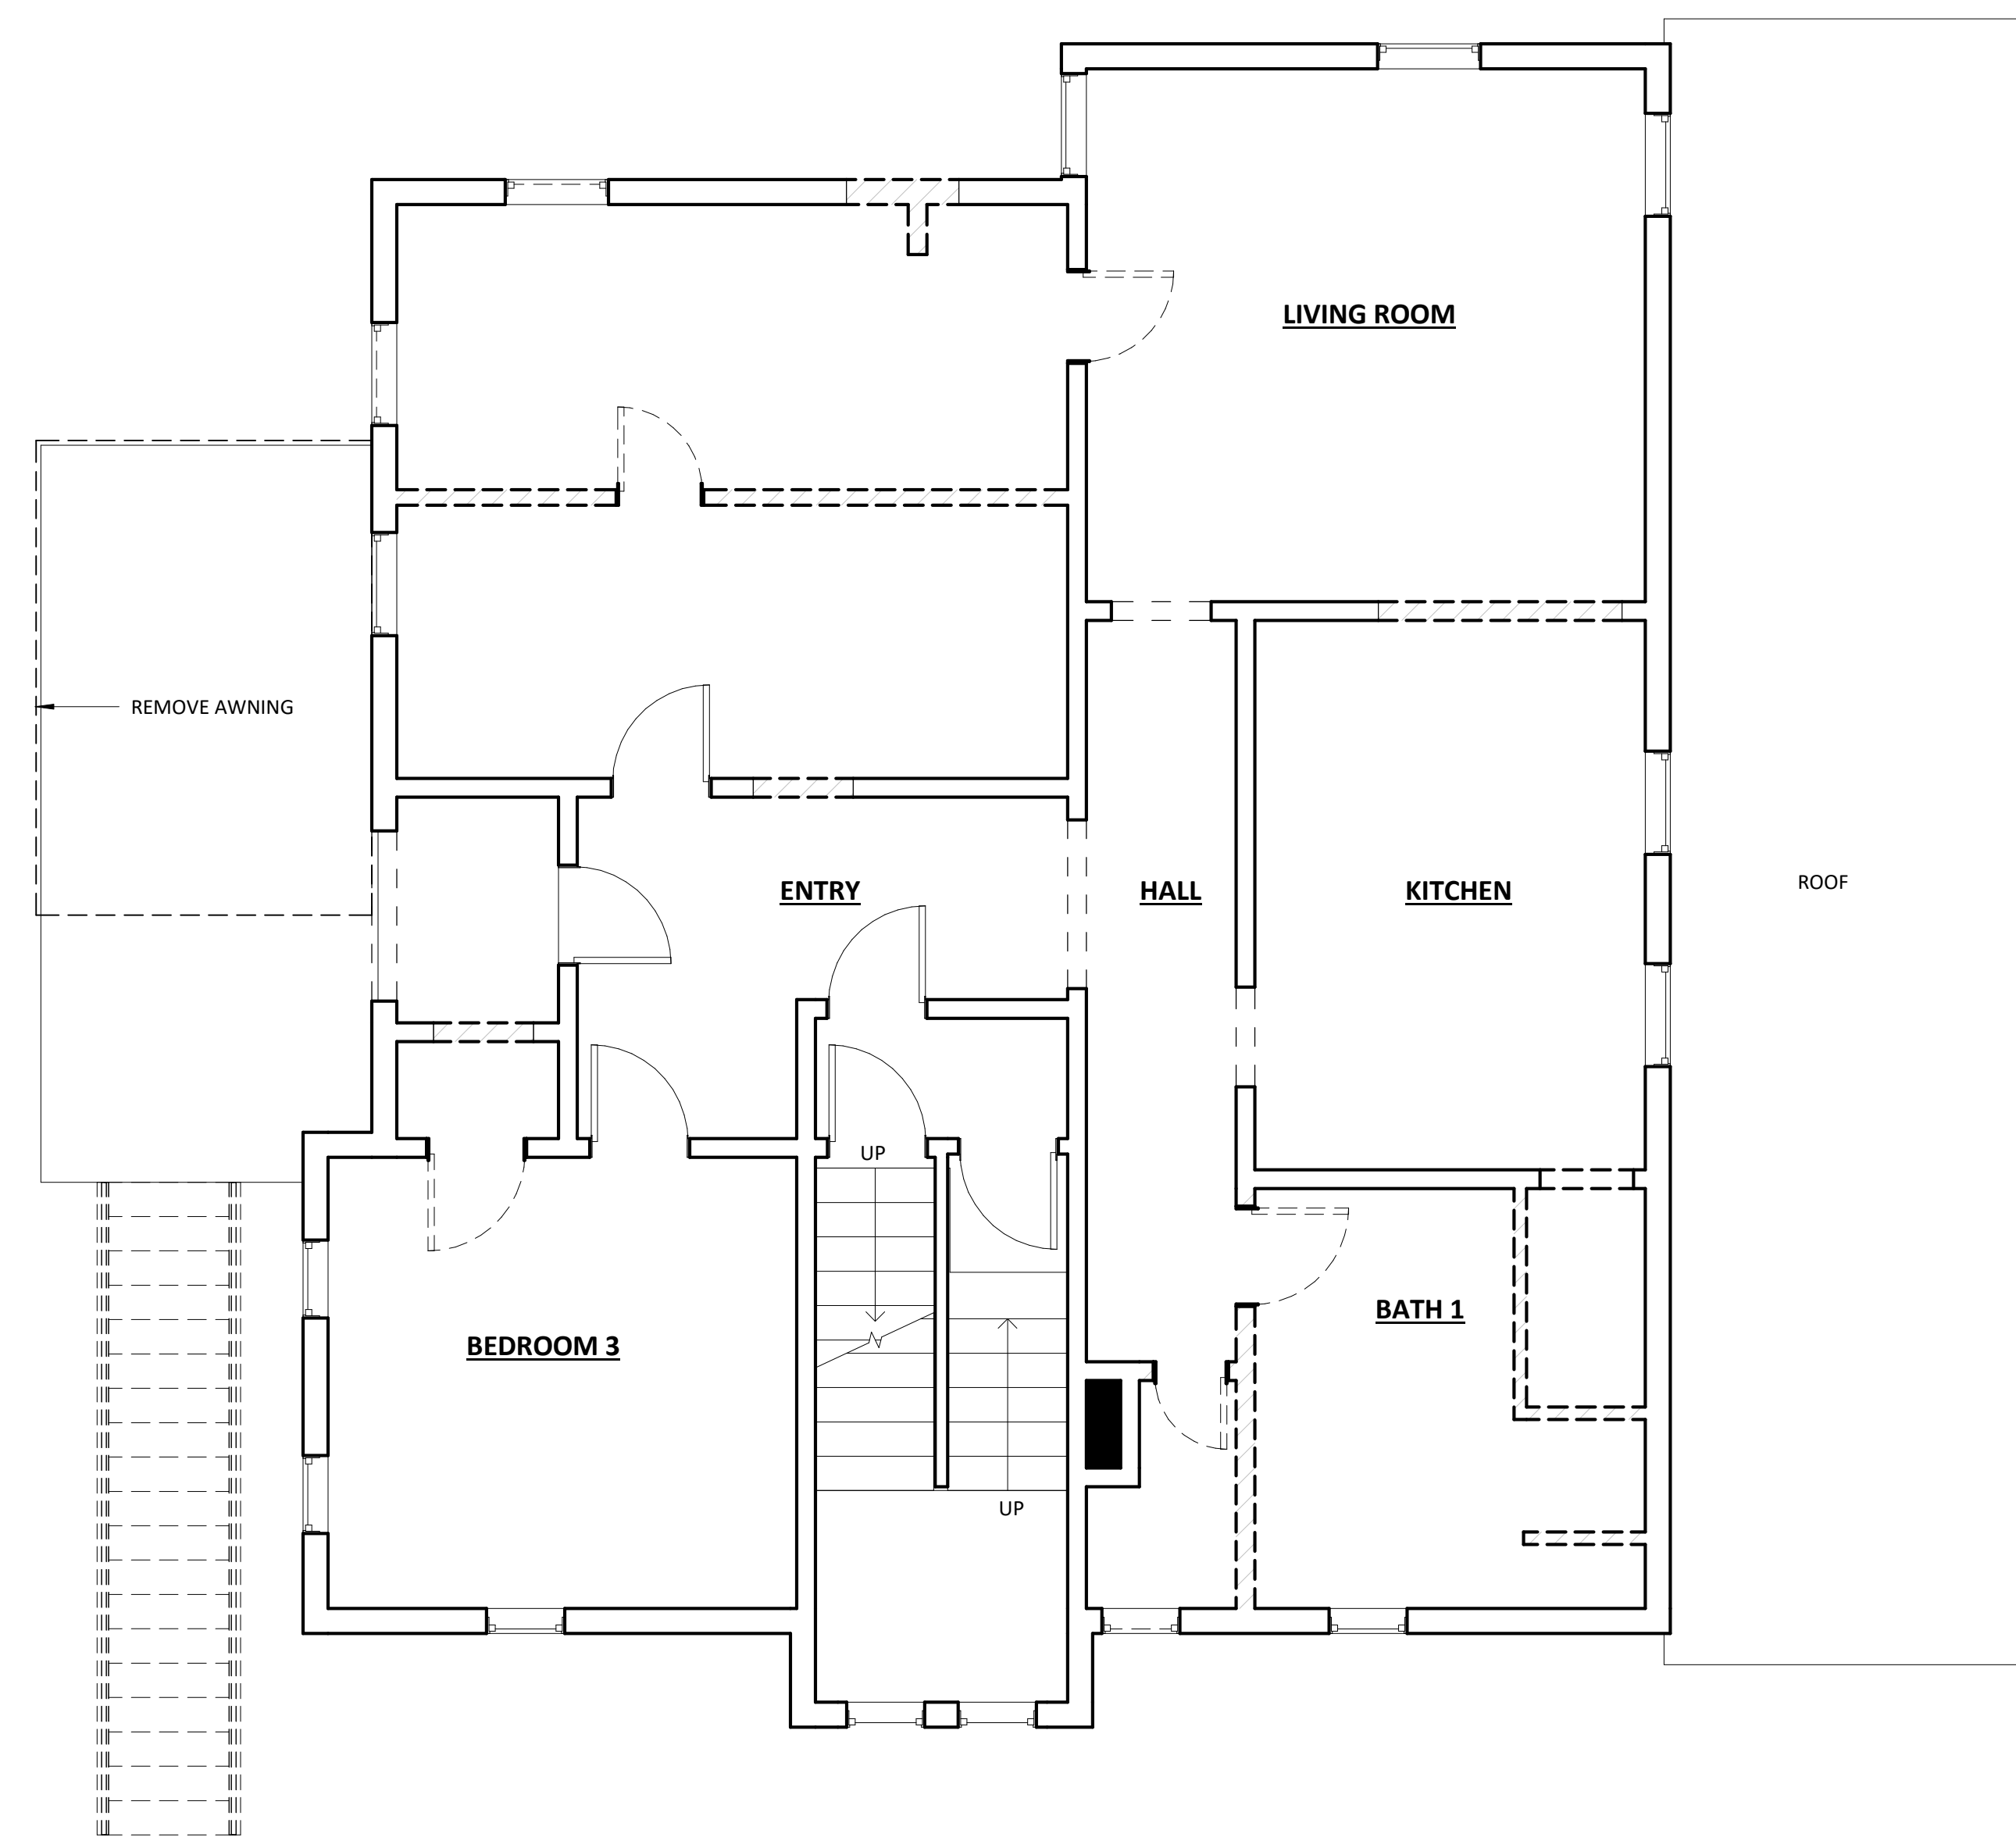 LIVING ROOM
REMOVE AWNING
ENTRY
HALL
KITCHEN
ROOF
UP
BATH 1
BEDROOM 3
UP